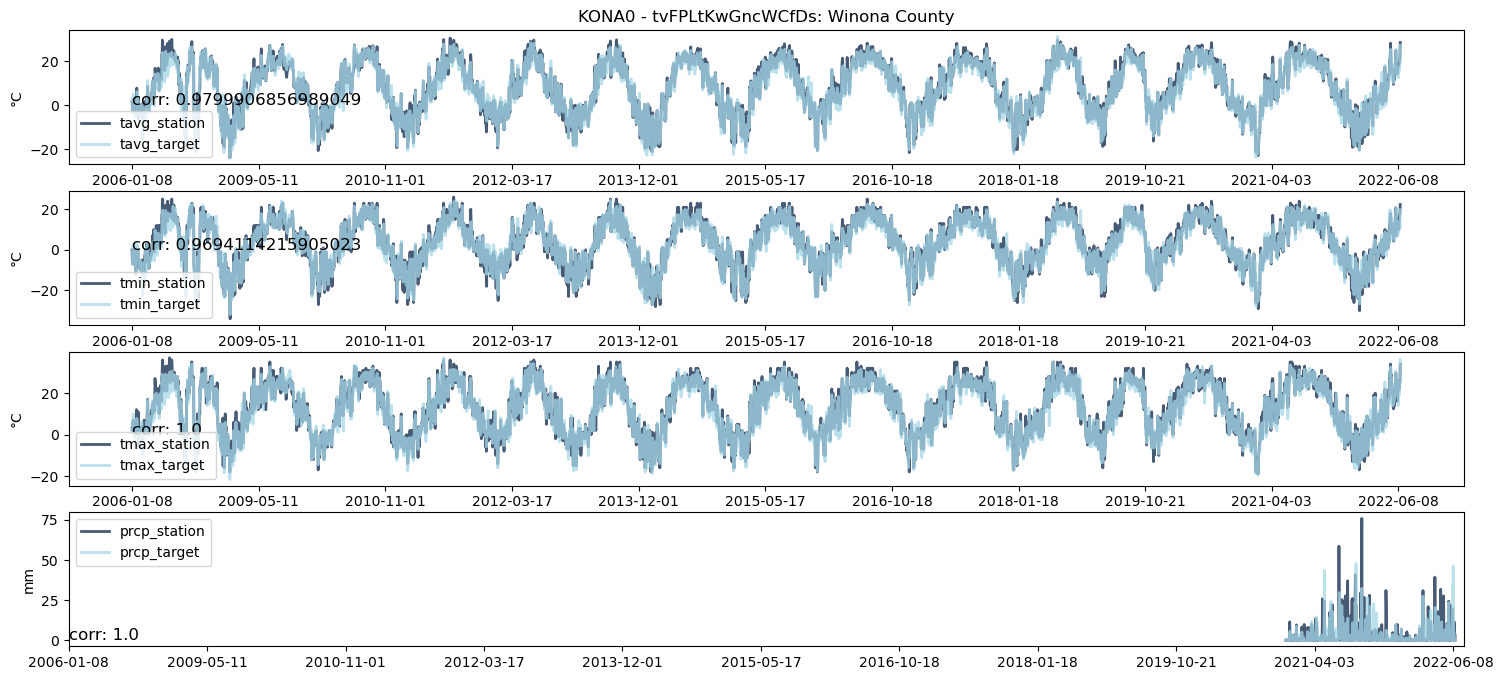 KONA0 - tvFPLtKwGncWCfDs: Winona County
20
0
−20
°C
corr: 0.9799906856989049
tavg_station
tavg_target
2006-01-08 2009-05-11 2010-11-01 2012-03-17 2013-12-01 2015-05-17 2016-10-18 2018-01-18 2019-10-21 2021-04-03 2022-06-08
20
0
−20
°C
corr: 0.9694114215905023
tmin_station
tmin_target
2006-01-08 2009-05-11 2010-11-01 2012-03-17 2013-12-01 2015-05-17 2016-10-18 2018-01-18 2019-10-21 2021-04-03 2022-06-08
20
0
−20
°C
corr: 1.0
tmax_station
tmax_target
2006-01-08 2009-05-11 2010-11-01 2012-03-17 2013-12-01 2015-05-17 2016-10-18 2018-01-18 2019-10-21 2021-04-03 2022-06-08
75
50
25
0
mm
prcp_station
prcp_target
corr: 1.0
2006-01-08 2009-05-11 2010-11-01 2012-03-17 2013-12-01 2015-05-17 2016-10-18 2018-01-18 2019-10-21 2021-04-03 2022-06-08